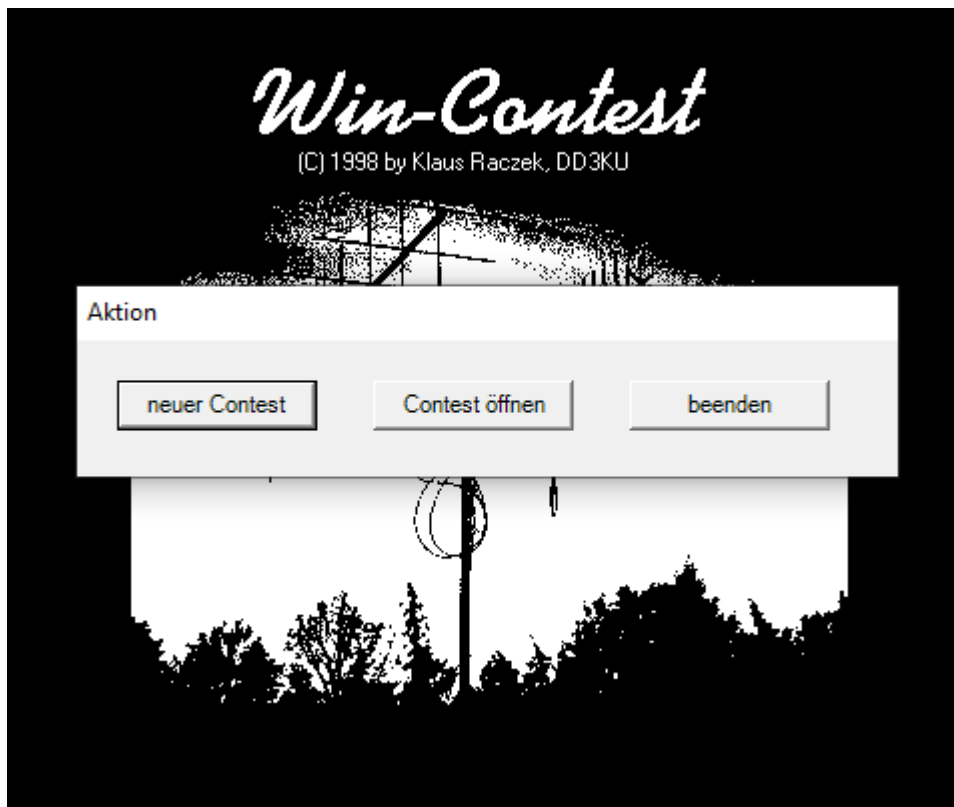 Win-Contest
(C) 1998 by Klaus Raczek, DD3KU
Aktion
neuer Contest
Contest öffnen
beenden